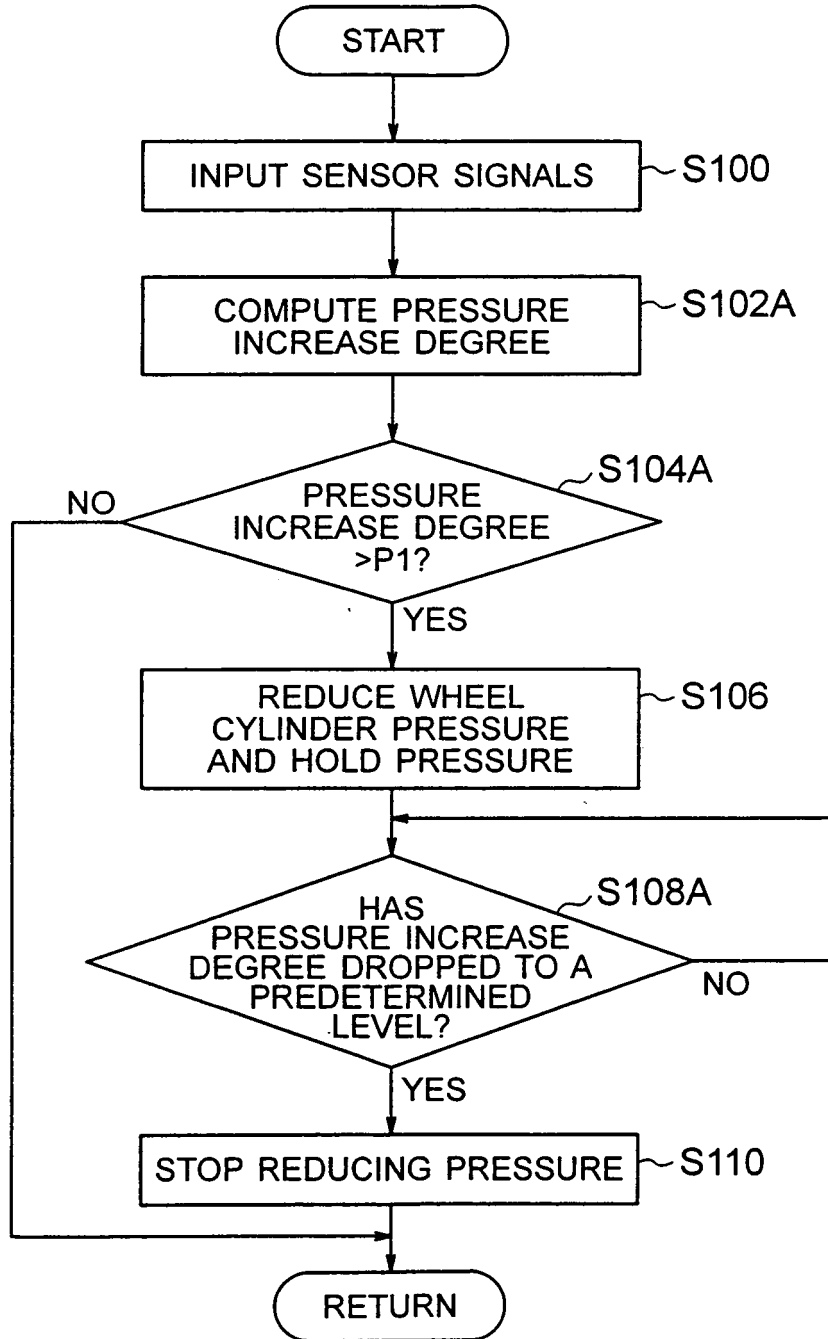 START
INPUT SENSOR SIGNALS
S100
COMPUTE PRESSURE
INCREASE DEGREE
S102A
S104A
NO
PRESSURE
INCREASE DEGREE
>P1?
YES
REDUCE WHEEL
CYLINDER PRESSURE
AND HOLD PRESSURE
S106
S108A
HAS
PRESSURE INCREASE
DEGREE DROPPED TO A
PREDETERMINED
LEVEL?
NO
YES
STOP REDUCING PRESSURE
S110
RETURN